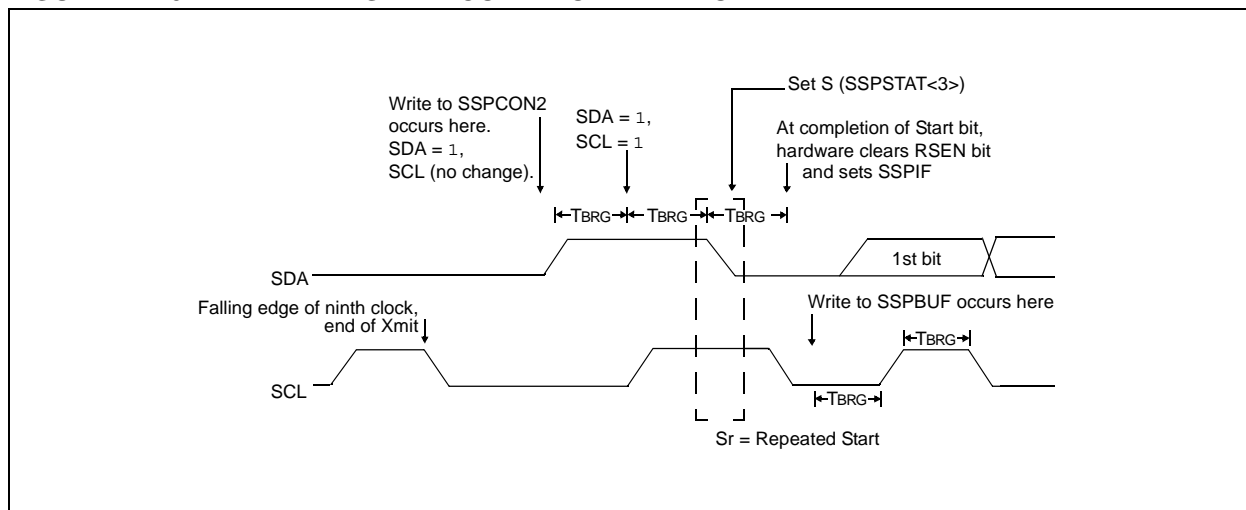 Set S (SSPSTAT<3>)
Write to SSPCON2
occurs here.
SDA = 1,
SCL (no change).
SDA = 1,
SCL = 1
At completion of Start bit,
hardware clears RSEN bit
and sets SSPIF
TBRG
TBRG
TBRG
SDA
1st bit
Falling edge of ninth clock,
end of Xmit
Write to SSPBUF occurs here
TBRG
SCL
TBRG
Sr = Repeated Start